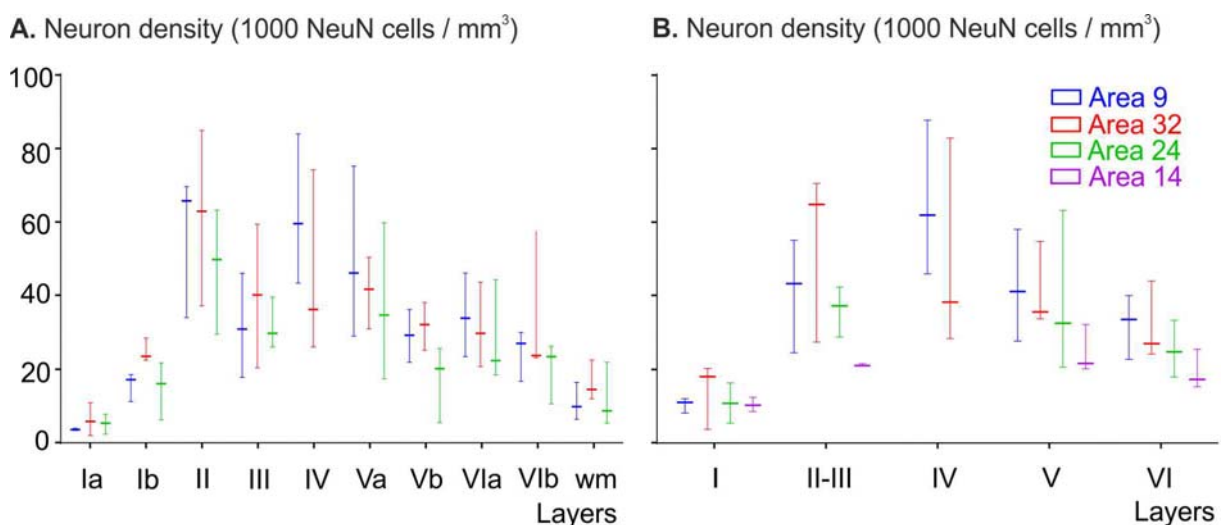 A. Neuron density (1000 NeuN cells / mm³)
100
80
60
40
20
0
Ia Ib II III IV Va Vb VIa VIb wm
Layers
B. Neuron density (1000 NeuN cells / mm³)
Area 9
Area 32
Area 24
Area 14
I II-III IV V VI
Layers